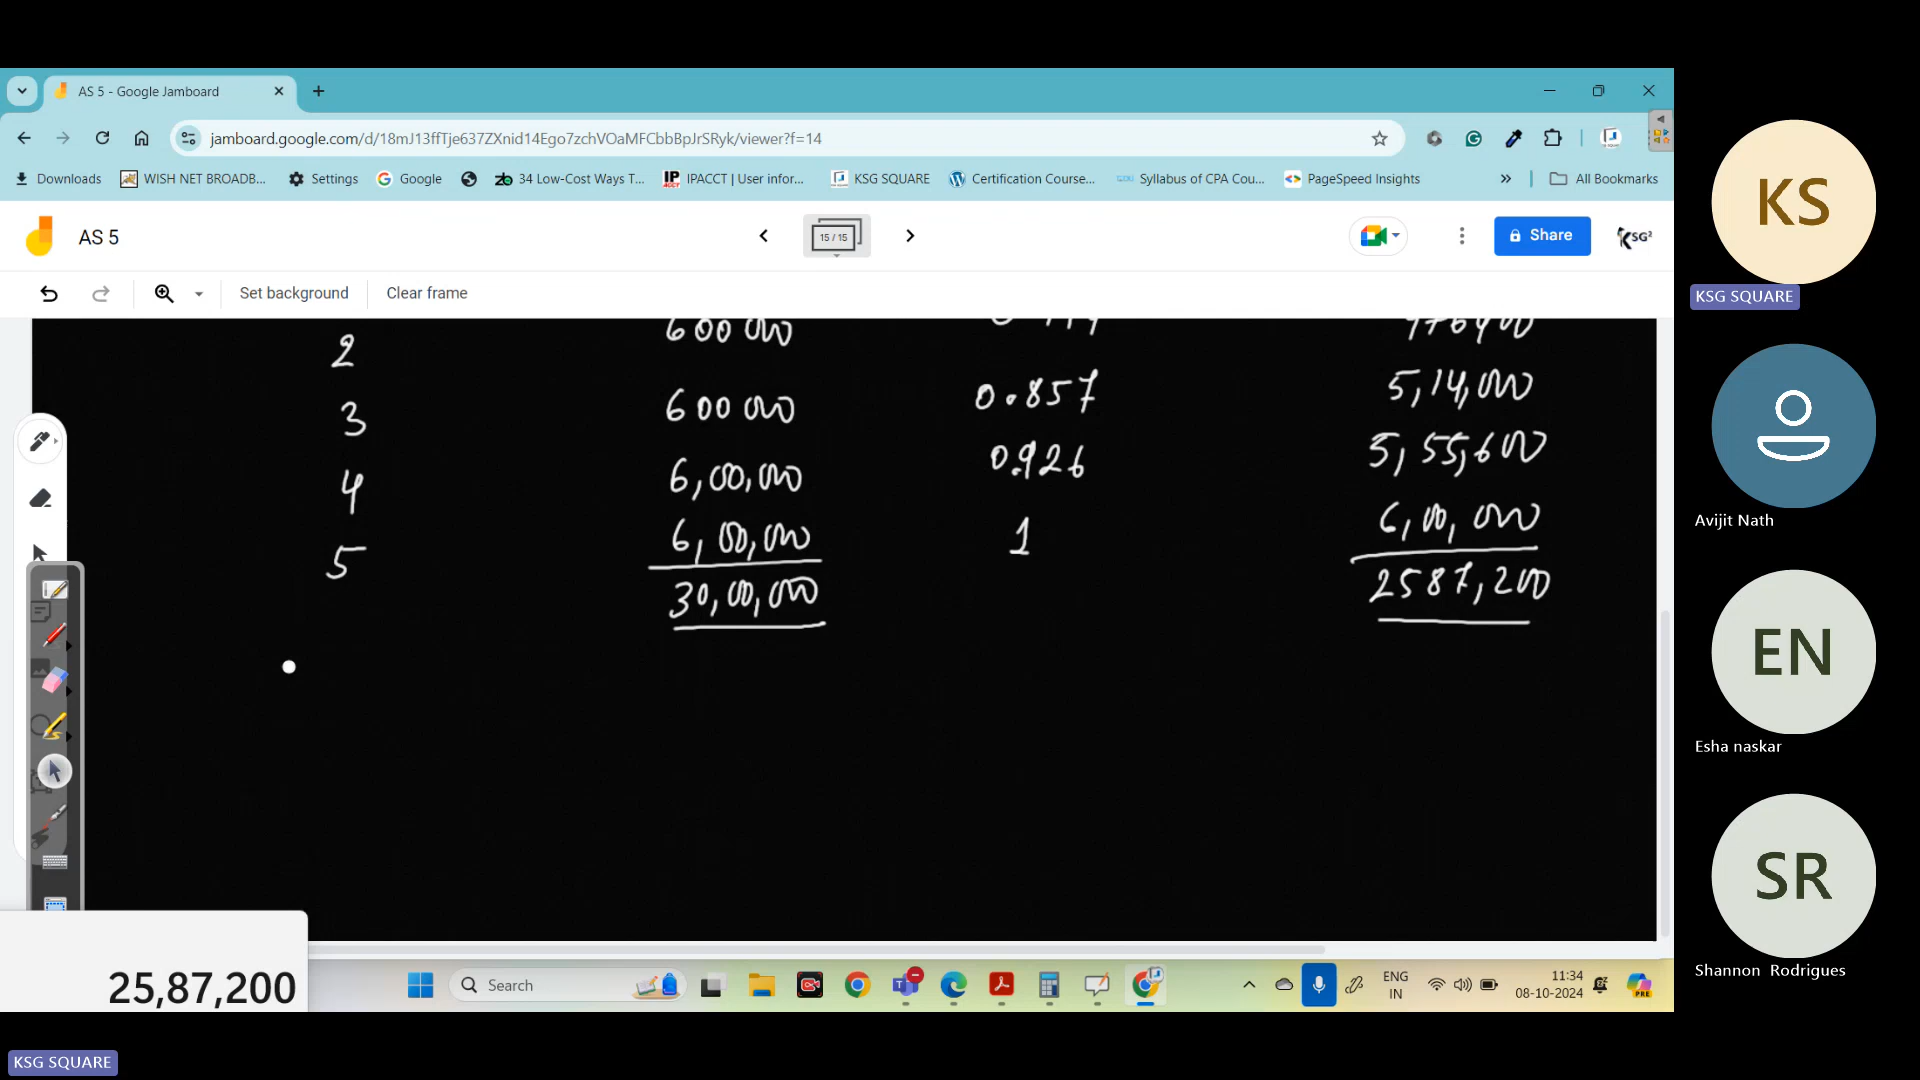 AS 5 - Google Jamboard
jamboard.google.com/d/18mJ13ffTje637ZXnid14Ego7zchVOaMFCbbBpJrSRyk/viewer?f=14
Downloads WISH NET BROADB... Settings Google 34 Low-Cost Ways T... IPACCT | User infor... KSG SQUARE Certification Course... Syllabus of CPA Cou... PageSpeed Insights » All Bookmarks
AS 5 15 / 15 Share KSG²
Set background Clear frame
2 600 000 476400
3 600 000 0.857 5,14,000
4 6,00,000 0.926 5,55,600
5 6,00,000 1 6,00,000
30,00,000 2587,200
25,87,200
Search
ENG
IN
11:34
08-10-2024
PRE
KS
KSG SQUARE
Avijit Nath
EN
Esha naskar
SR
Shannon Rodrigues
KSG SQUARE